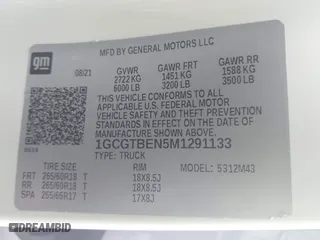 gm
MFD BY GENERAL MOTORS LLC
08/21 GVWR GAWR FRT GAWR RR
2722 KG 1451 KG 1588 KG
6000 LB 3200 LB 3500 LB
THIS VEHICLE CONFORMS TO ALL APPLICABLE U.S. FEDERAL MOTOR VEHICLE SAFETY, BUMPER, AND THEFT PREVENTION STANDARDS IN EFFECT ON THE DATE OF MANUFACTURE SHOWN ABOVE.
1GCGTBEN5M1291133
TYPE: TRUCK
TIRE SIZE RIM MODEL: 5312M43
FRT 265/60R18 T 18X8.5J
RR 265/60R18 T 18X8.5J
SPA 265/65R17 T 17X8J